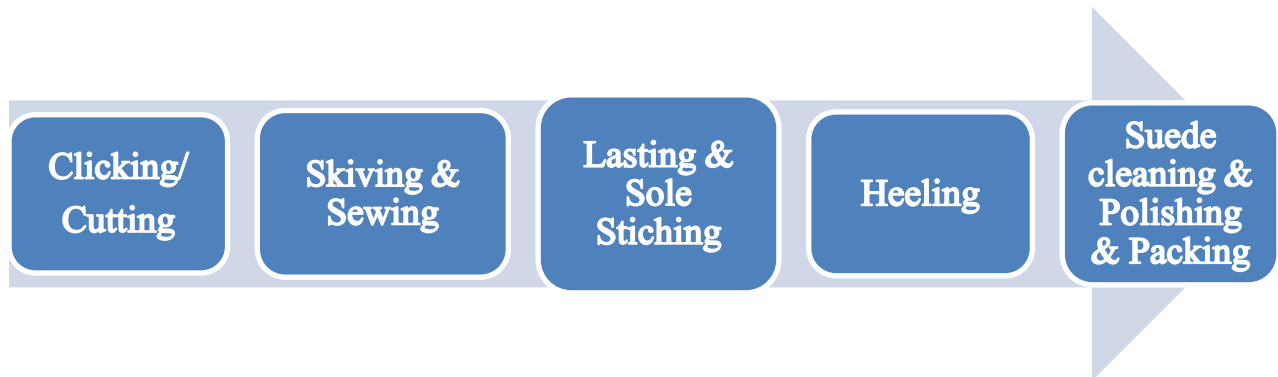 Clicking/
Cutting
Skiving &
Sewing
Lasting &
Sole
Stiching
Heeling
Suede
cleaning &
Polishing
& Packing